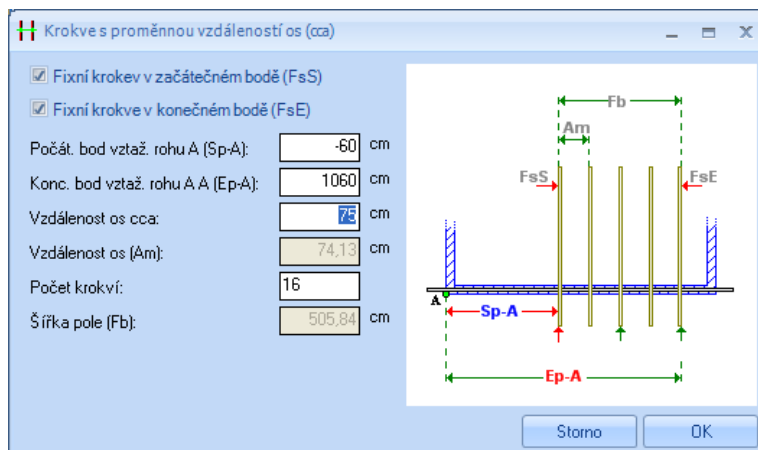 Krokve s proměnnou vzdáleností os (cca)
Fixní krokev v začátečném bodě (FsS)
Fixní krokve v konečném bodě (FsE)
Počát. bod vztaž. rohu A (Sp-A): -60 cm
Konc. bod vztaž. rohu A A (Ep-A): 1060 cm
Vzdálenost os cca: 75 cm
Vzdálenost os (Am): 74,13 cm
Počet krokví: 16
Šířka pole (Fb): 505,84 cm
Fb
Am
FsS
FsE
A
Sp-A
Ep-A
Storno
OK